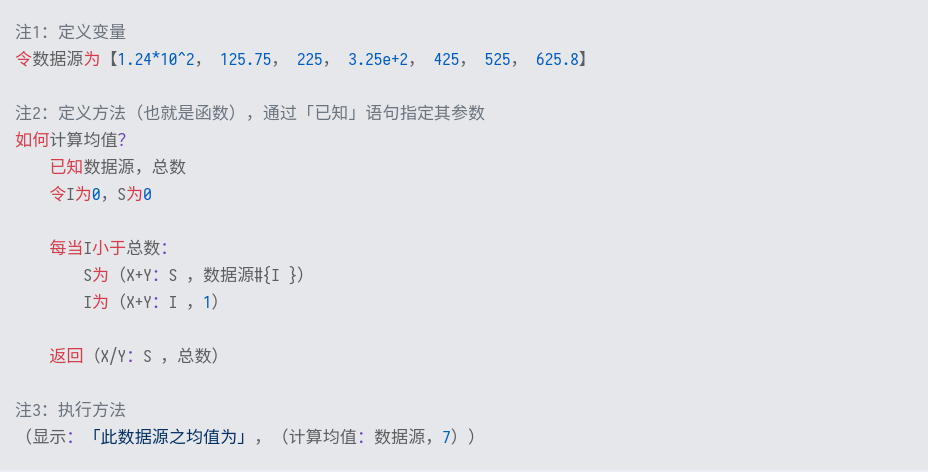 注1：定义变量
令数据源为【1.24*10^2， 125.75， 225， 3.25e+2， 425， 525， 625.8】
注2：定义方法（也就是函数），通过「已知」语句指定其参数
如何计算均值？
已知数据源，总数
令I为0，S为0
每当I小于总数：
S为（X+Y：S ，数据源#{I }）
I为（X+Y：I ，1）
返回（X/Y：S ，总数）
注3：执行方法
（显示：「此数据源之均值为」，（计算均值：数据源，7））